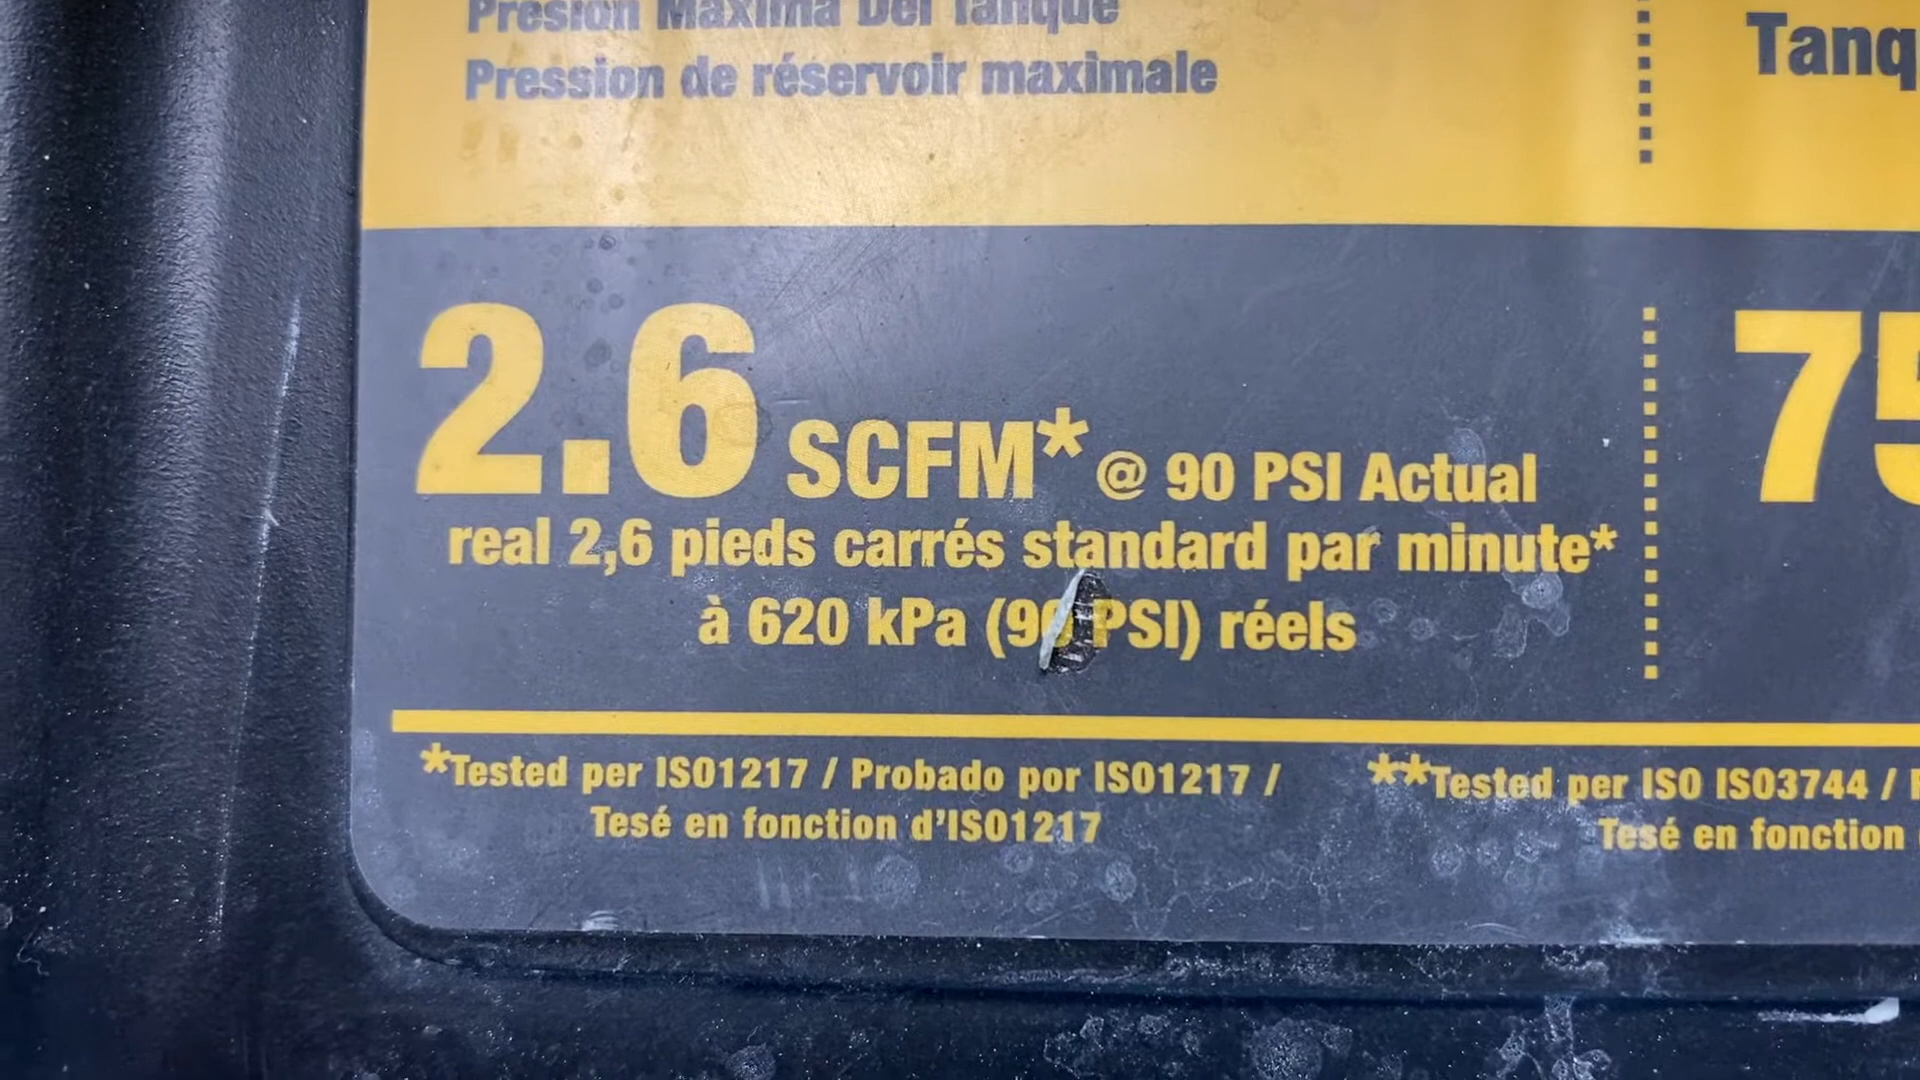 Presión Máxima Del Tanque
Pression de réservoir maximale
Tanq
2.6 SCFM* @ 90 PSI Actual
real 2,6 pieds carrés standard par minute*
à 620 kPa (90 PSI) réels
75
*Tested per ISO1217 / Probado por ISO1217 /
Tesé en fonction d’ISO1217
**Tested per ISO ISO3744 /
Tesé en fonction